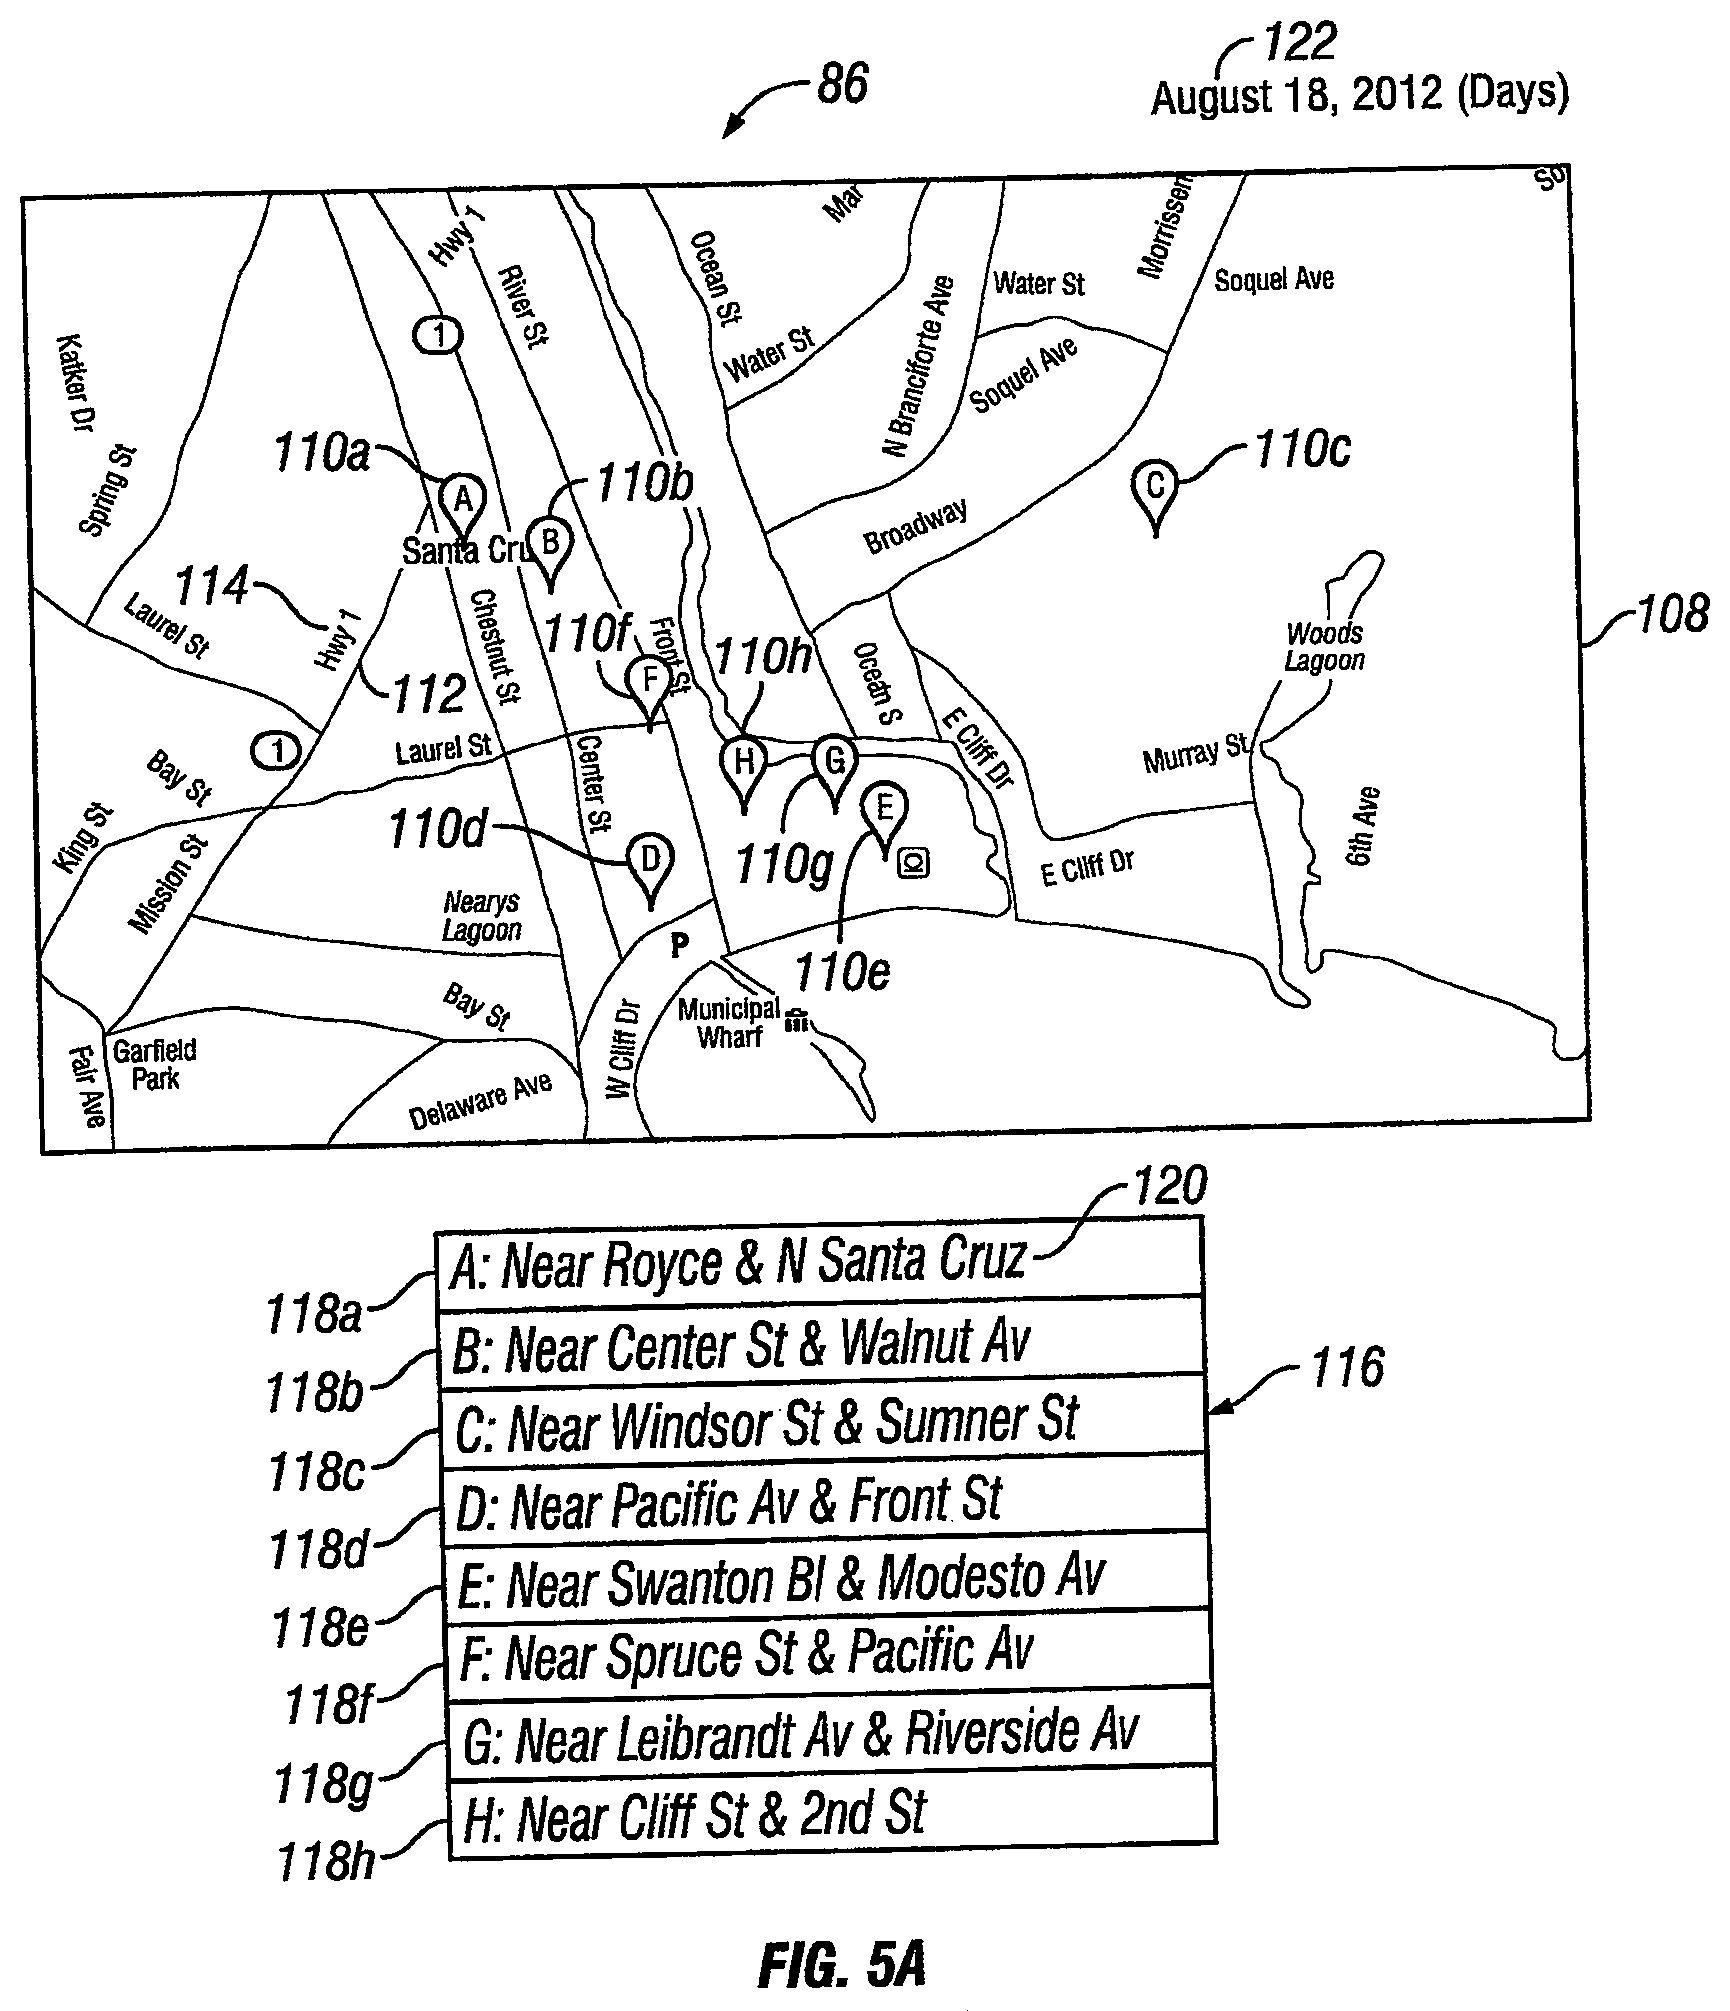 122
August 18, 2012 (Days)
86
So
Mar
Morrissen
Hwy 1
Ocean St
River St
Water St
Soquel Ave
1
Water St
N Branciforte Ave
Soquel Ave
Katker Dr
Spring St
110a
A
110b
B
110c
C
Broadway
Santa Cru
114
Hwy 1
Laurel St
Chestnut St
110f
F
Front St
110h
108
Woods
Lagoon
112
Ocean S
E Cliff Dr
1
Laurel St
Center St
H
G
Murray St
Bay St
King St
Mission St
110d
D
110g
E
E Cliff Dr
6th Ave
Nearys
Lagoon
P
110e
Bay St
W Cliff Dr
Municipal
Wharf
Fair Ave
Garfield
Park
Delaware Ave
120
A: Near Royce & N Santa Cruz
118a
B: Near Center St & Walnut Av
118b
116
C: Near Windsor St & Sumner St
118c
D: Near Pacific Av & Front St
118d
E: Near Swanton Bl & Modesto Av
118e
F: Near Spruce St & Pacific Av
118f
G: Near Leibrandt Av & Riverside Av
118g
H: Near Cliff St & 2nd St
118h
FIG. 5A